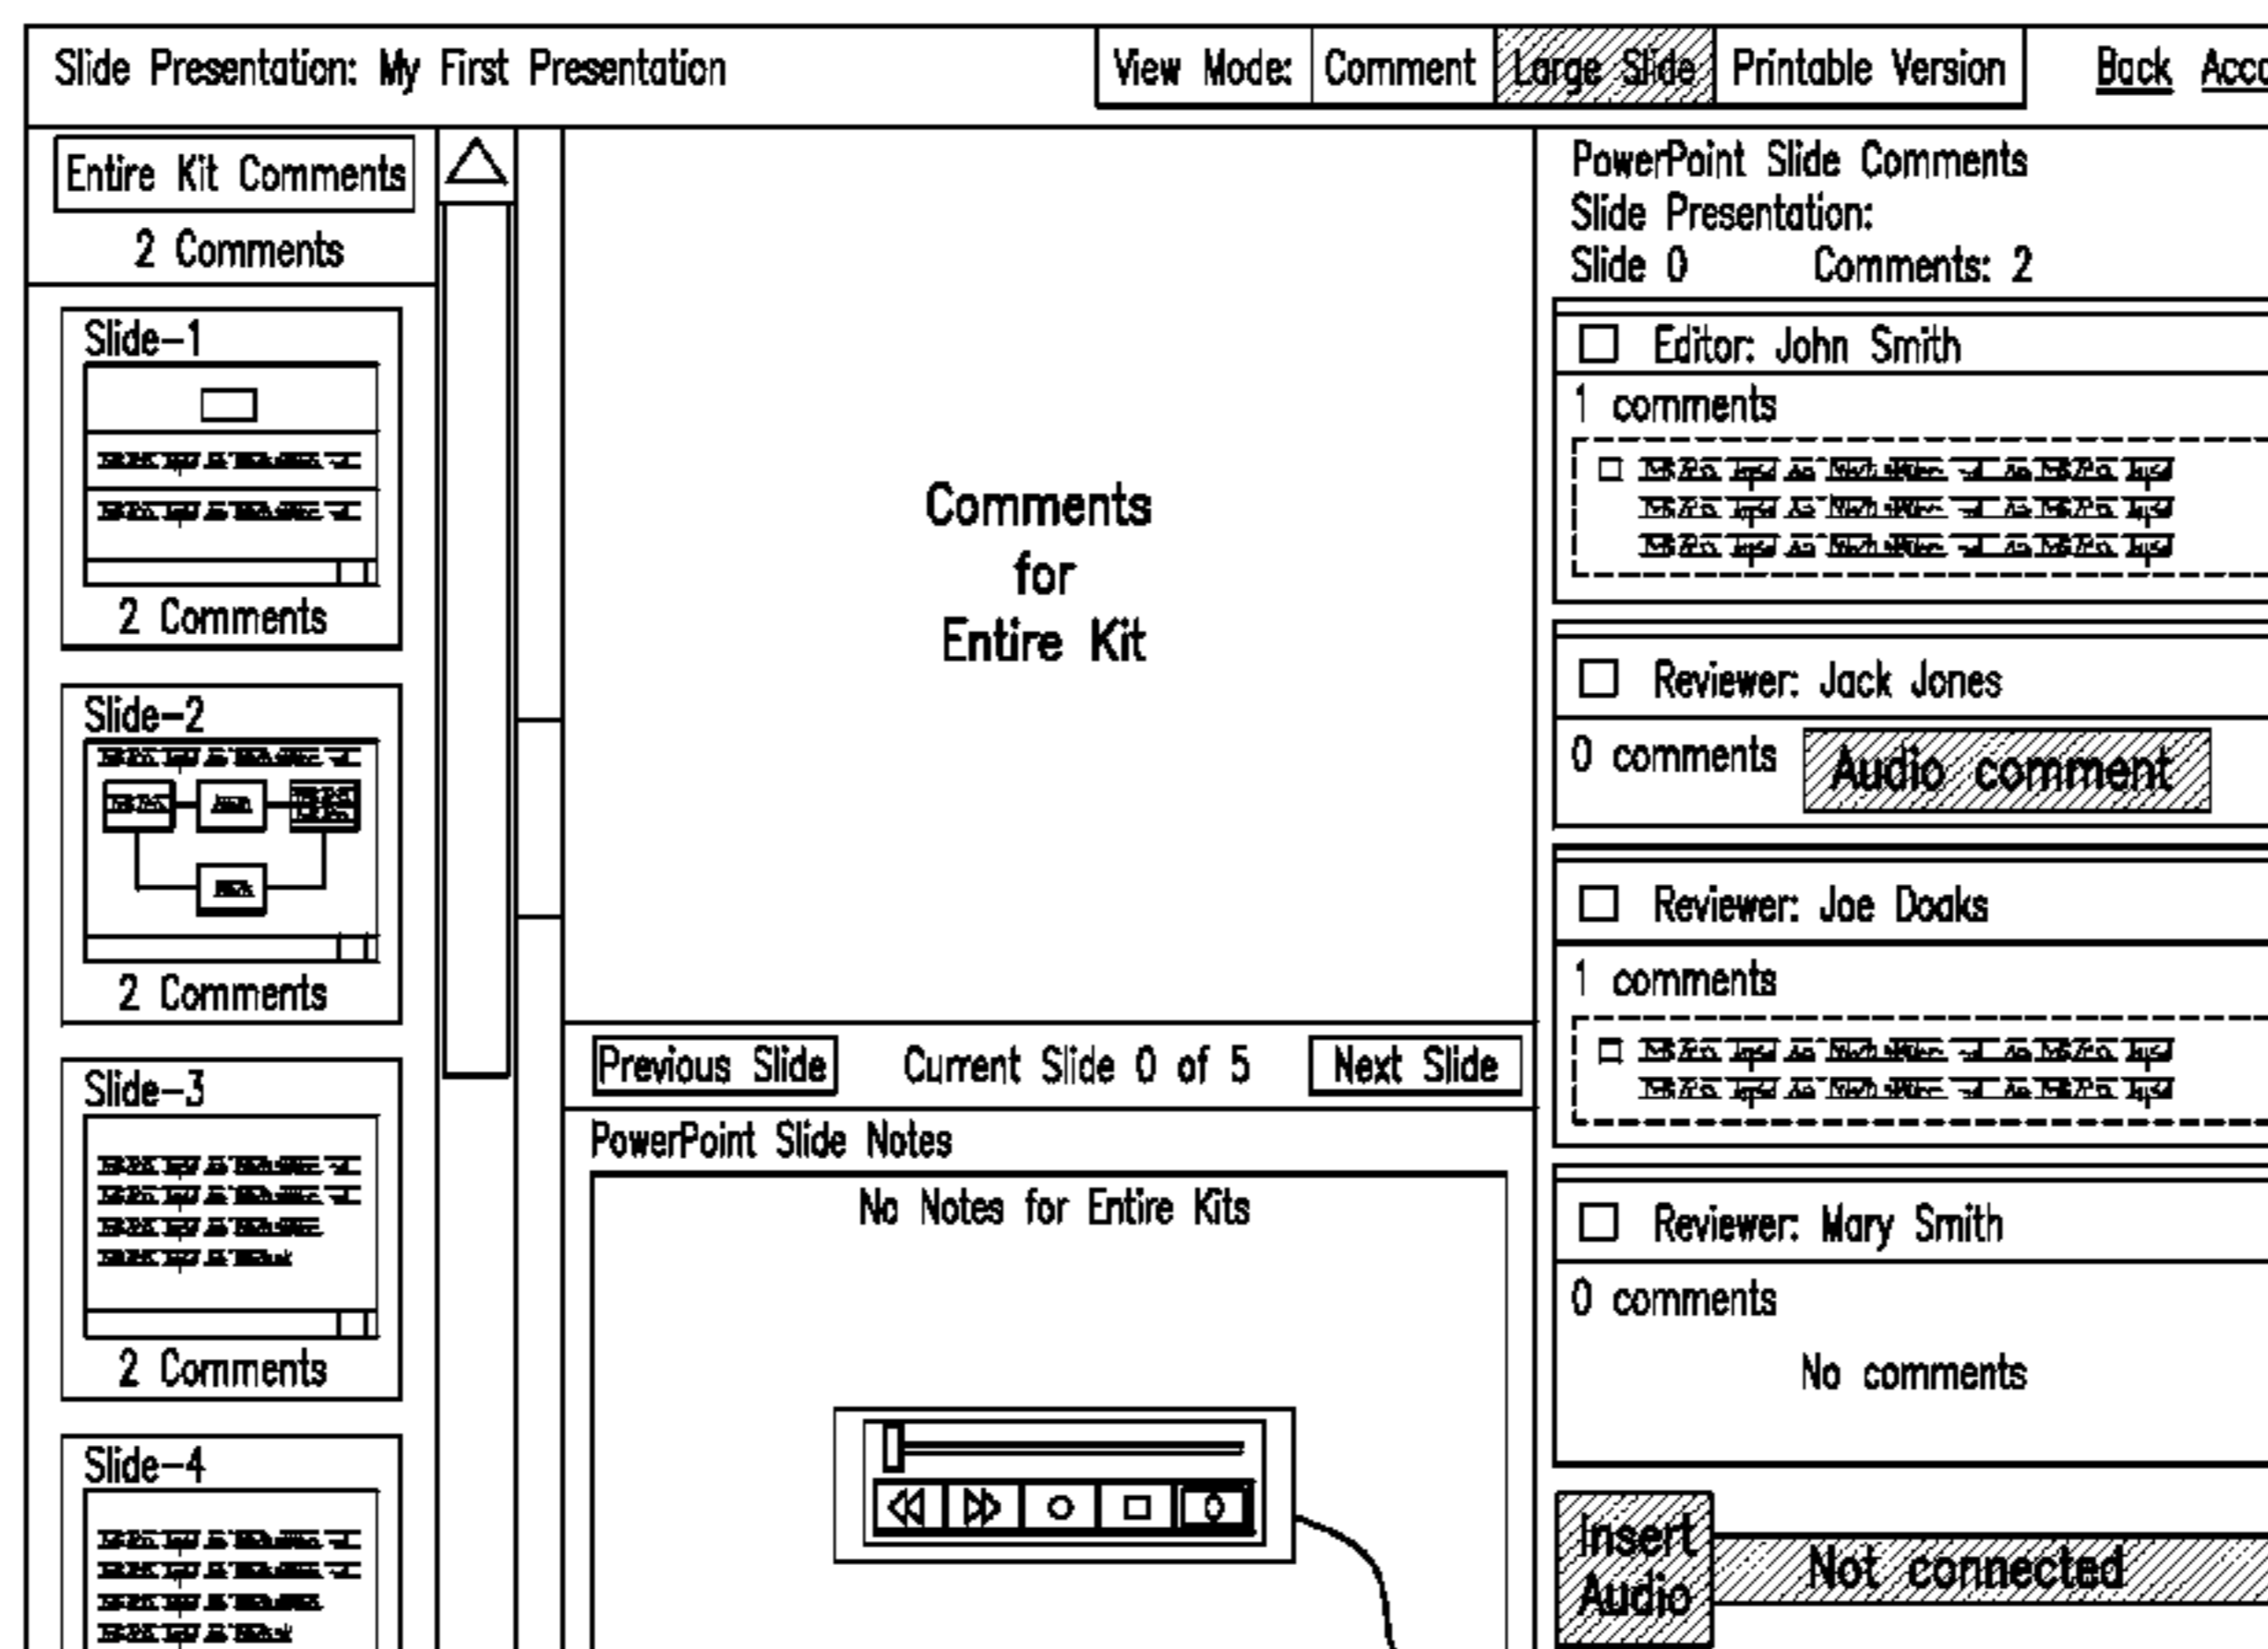 Slide Presentation: My First Presentation
View Mode: Comment Large Slide Printable Version Back
Entire Kit Comments
2 Comments
Slide-1
2 Comments
Slide-2
2 Comments
Slide-3
2 Comments
Slide-4
Comments
for
Entire Kit
Previous Slide Current Slide 0 of 5 Next Slide
PowerPoint Slide Notes
No Notes for Entire Kits
PowerPoint Slide Comments
Slide Presentation:
Slide 0 Comments: 2
Editor: John Smith
1 comments
Reviewer: Jack Jones
0 comments Audio comment
Reviewer: Joe Doaks
1 comments
Reviewer: Mary Smith
0 comments
No comments
Insert
Audio
Not connected